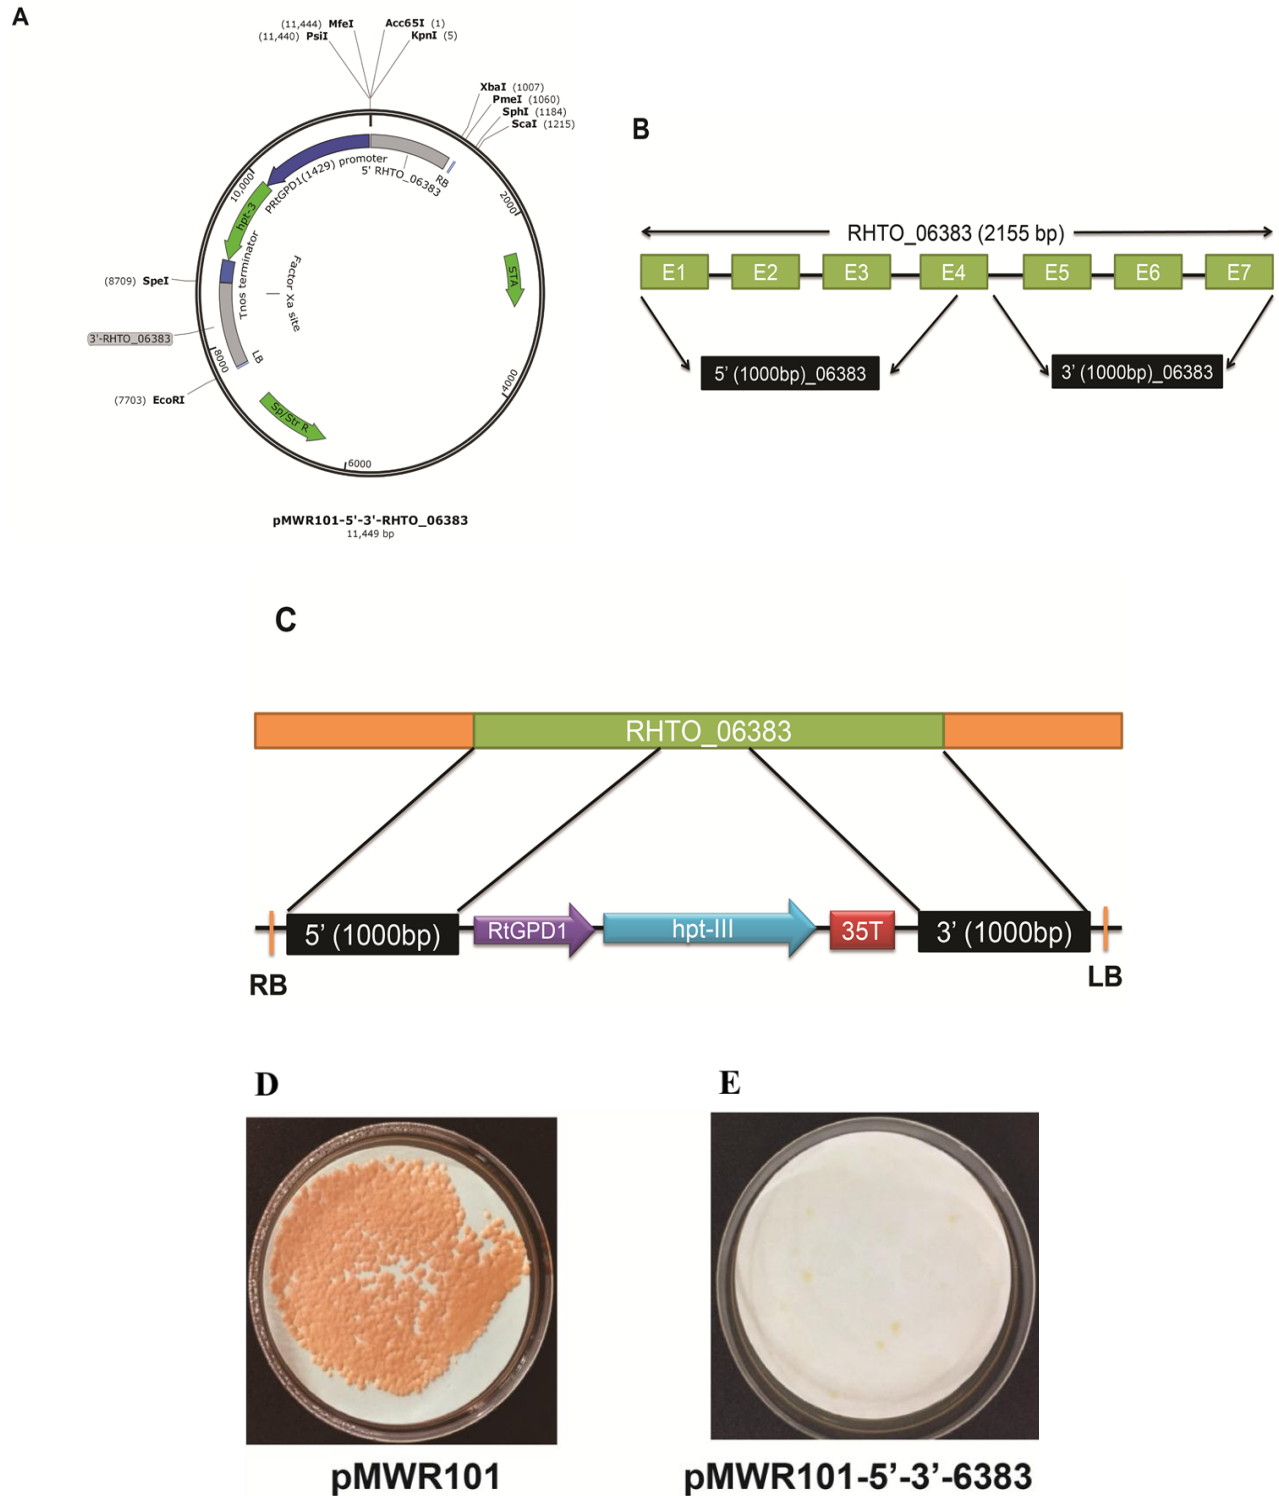 A
(11,444) MfeI
(11,440) PsiI
Acc65I (1)
KpnI (5)
XbaI (1007)
PmeI (1060)
SphI (1184)
ScaI (1215)
PRtGPD1(1429) promoter
5' RHTO_06383
RB
10,000
2000
hpt-3
STA
Tnos terminator
Factor Xa site
(8709) SpeI
3'-RHTO_06383
8000
LB
4000
(7703) EcoRI
Sp/Str R
6000
pMWR101-5'-3'-RHTO_06383
11,449 bp
B
RHTO_06383 (2155 bp)
E1 E2 E3 E4 E5 E6 E7
5' (1000bp)_06383 3' (1000bp)_06383
C
RHTO_06383
5' (1000bp) RtGPD1 hpt-III 35T 3' (1000bp)
RB LB
D E
pMWR101 pMWR101-5'-3'-6383